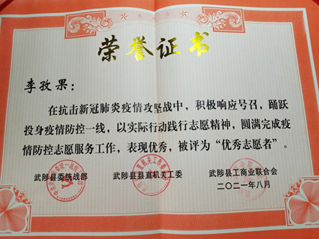 荣誉证书
李孜果：
在抗击新冠肺炎疫情攻坚战中，积极响应号召，踊跃
投身疫情防控一线，以实际行动践行志愿精神，圆满完成疫
情防控志愿服务工作，表现优秀，被评为“优秀志愿者”。
武陟县委统战部
武陟县县直机关工委
武陟县工商业联合会
二〇二一年八月